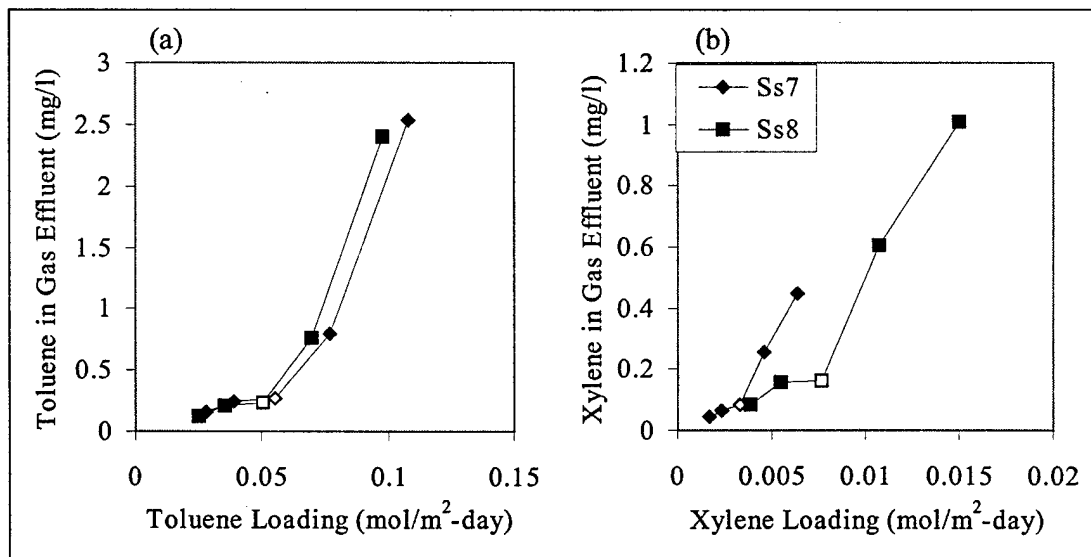 (a)
Toluene in Gas Effluent (mg/l)
3
2.5
2
1.5
1
0.5
0
0 0.05 0.1 0.15
Toluene Loading (mol/m²-day)
(b)
Xylene in Gas Effluent (mg/l)
1.2
1
0.8
0.6
0.4
0.2
0
Ss7
Ss8
0 0.005 0.01 0.015 0.02
Xylene Loading (mol/m²-day)